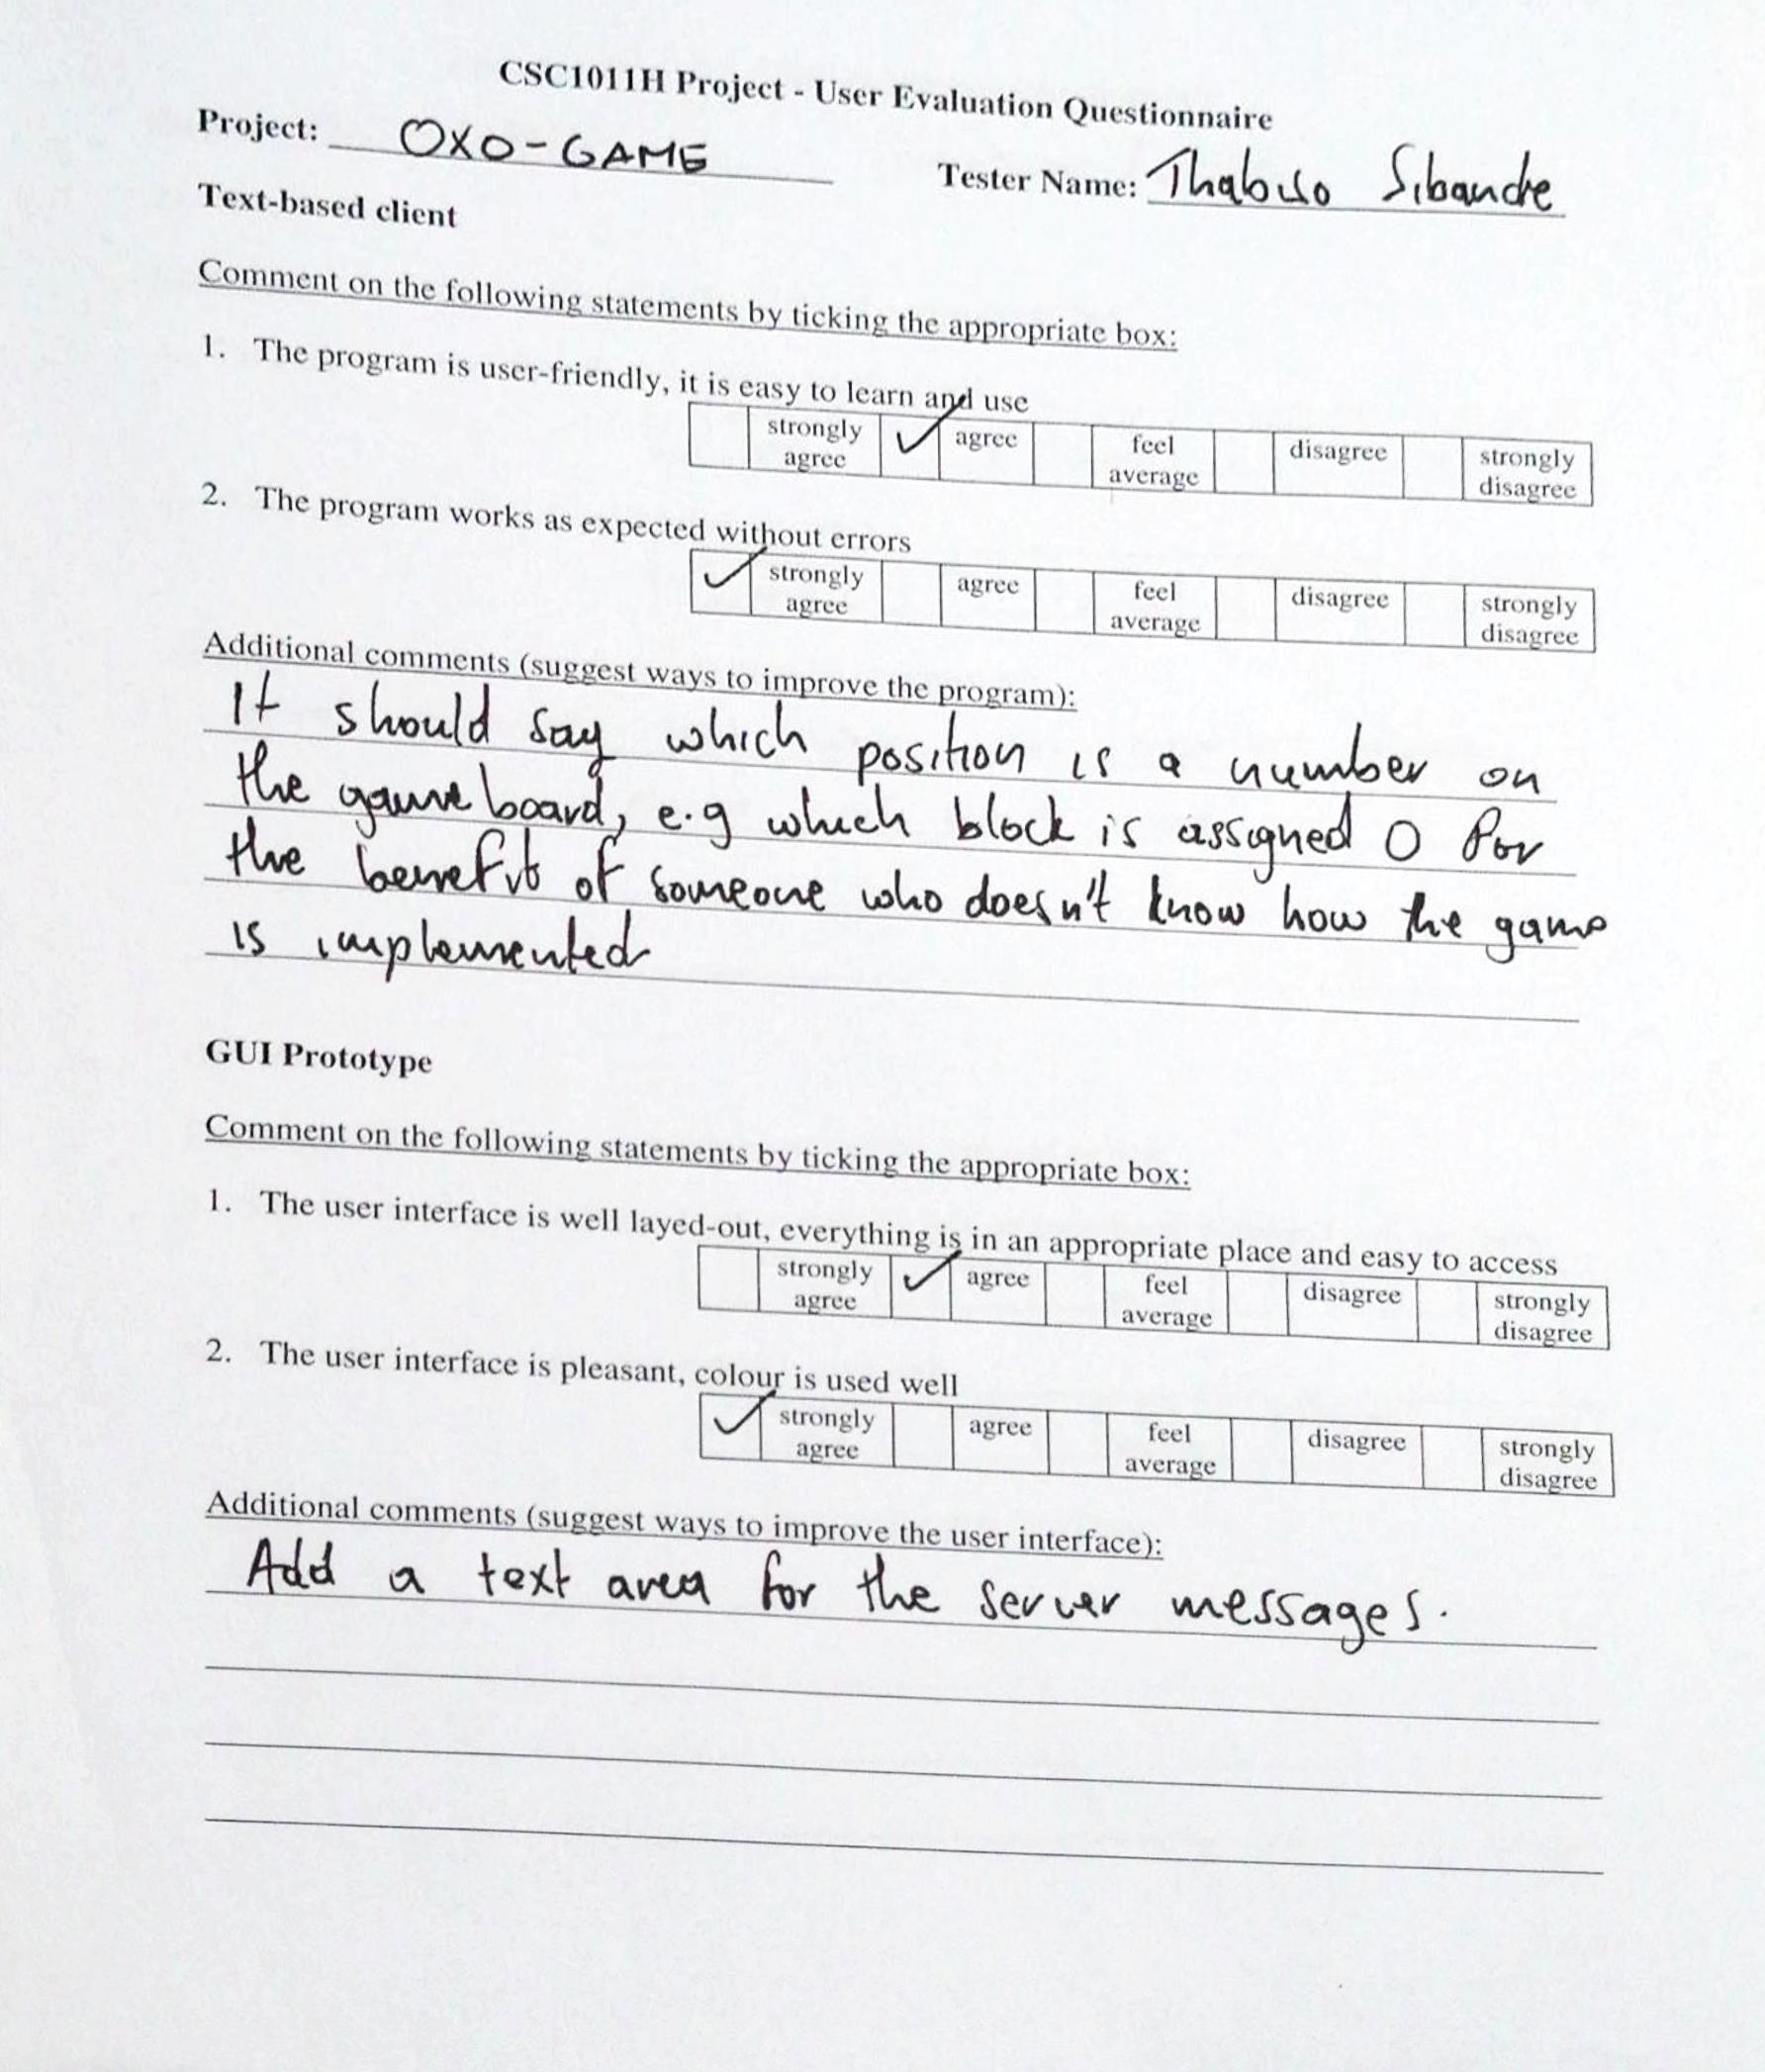 CSC1011H Project - User Evaluation Questionnaire
Project: OXO-GAME Tester Name: Thabiso Sibande
Text-based client
Comment on the following statements by ticking the appropriate box:
1. The program is user-friendly, it is easy to learn and use
strongly agree ✓ agree feel average disagree strongly disagree
2. The program works as expected without errors
✓ strongly agree agree feel average disagree strongly disagree
Additional comments (suggest ways to improve the program):
It should say which position is a number on
the game board, e.g which block is assigned 0 for
the benefit of someone who doesn't know how the game
is implemented
GUI Prototype
Comment on the following statements by ticking the appropriate box:
1. The user interface is well layed-out, everything is in an appropriate place and easy to access
strongly agree ✓ agree feel average disagree strongly disagree
2. The user interface is pleasant, colour is used well
✓ strongly agree agree feel average disagree strongly disagree
Additional comments (suggest ways to improve the user interface):
Add a text area for the server messages.